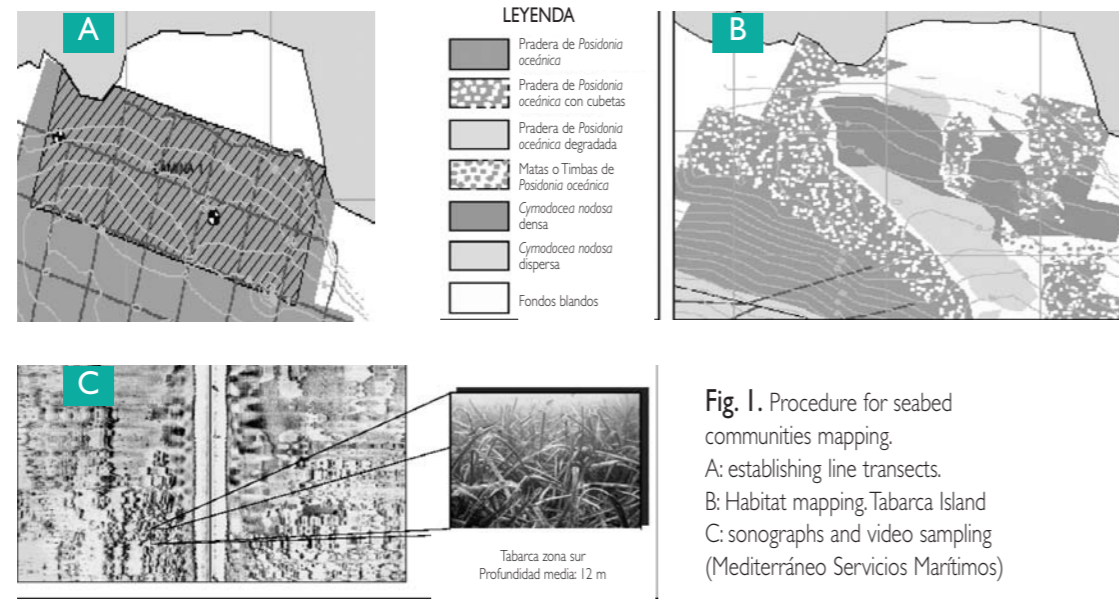 A
LEYENDA
Pradera de Posidonia
oceánica
Pradera de Posidonia
oceánica con cubetas
Pradera de Posidonia
oceánica degradada
Matas o Timbas de
Posidonia oceánica
Cymodocea nodosa
densa
Cymodocea nodosa
dispersa
Fondos blandos
B
C
Tabarca zona sur
Profundidad media: 12 m
Fig. 1. Procedure for seabed
communities mapping.
A: establishing line transects.
B: Habitat mapping. Tabarca Island
C: sonographs and video sampling
(Mediterráneo Servicios Marítimos)